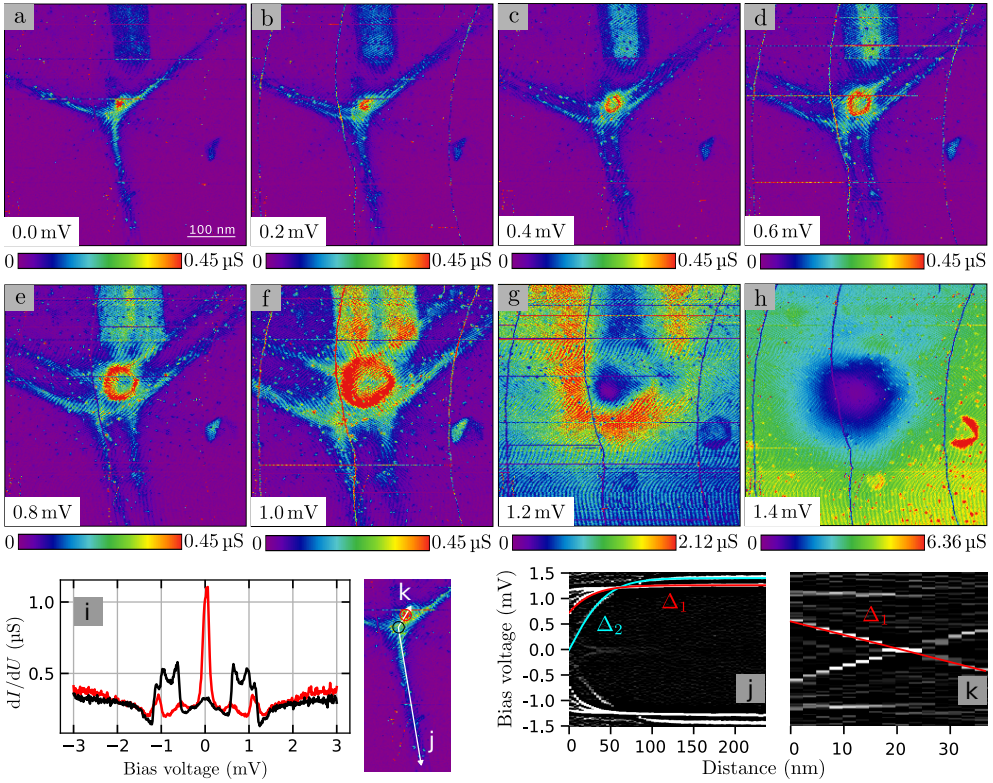 a b c d
0.0 mV 100 nm 0.2 mV 0.4 mV 0.6 mV
0 0.45 µS 0 0.45 µS 0 0.45 µS 0 0.45 µS
e f g h
0.8 mV 1.0 mV 1.2 mV 1.4 mV
0 0.45 µS 0 0.45 µS 0 2.12 µS 0 6.36 µS
dI/dU (µS)
1.0
0.5
i
−3 −2 −1 0 1 2 3
Bias voltage (mV)
k
j
Bias voltage (mV)
1.5
1.0
0.5
0.0
-0.5
-1.0
-1.5
Δ1
Δ2
j
0 50 100 150 200
Δ1
k
0 10 20 30
Distance (nm)